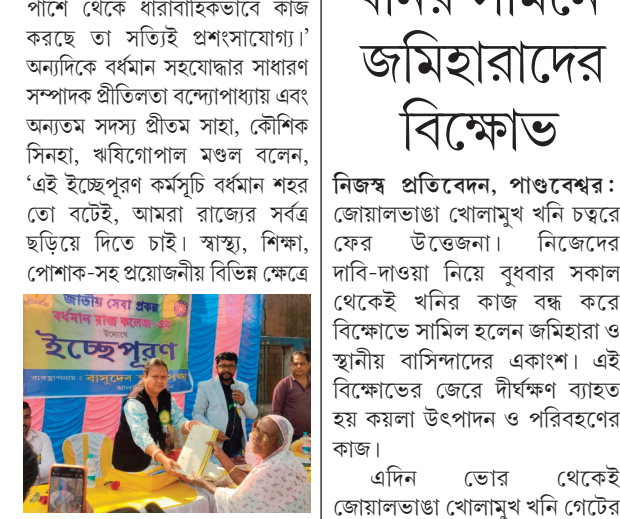 পাশে থেকে ধারাবাহিকভাবে কাজ
করছে তা সত্যিই প্রশংসাযোগ্য।’
অন্যদিকে বর্ধমান সহযোদ্ধার সাধারণ
সম্পাদক প্রীতিলতা বন্দ্যোপাধ্যায় এবং
অন্যতম সদস্য প্রীতম সাহা, কৌশিক
সিনহা, ঋষিগোপাল মণ্ডল বলেন,
‘এই ইচ্ছেপূরণ কর্মসূচি বর্ধমান শহর
তো বটেই, আমরা রাজ্যের সর্বত্র
ছড়িয়ে দিতে চাই। স্বাস্থ্য, শিক্ষা,
পোশাক-সহ প্রয়োজনীয় বিভিন্ন ক্ষেত্রে
জাতীয় সেবা প্রকল্প
বর্ধমান রাজ কলেজ-এর
উদ্যোগে
ইচ্ছেপূরণ
ব্যবস্থাপনায় : বাসুদেব
জমিহারাদের
বিক্ষোভ
নিজস্ব প্রতিবেদন, পাণ্ডবেশ্বর :
জোয়ালভাঙা খোলামুখ খনি চত্বরে
ফের উত্তেজনা। নিজেদের
দাবি-দাওয়া নিয়ে বুধবার সকাল
থেকেই খনির কাজ বন্ধ করে
বিক্ষোভে সামিল হলেন জমিহারা ও
স্থানীয় বাসিন্দাদের একাংশ। এই
বিক্ষোভের জেরে দীর্ঘক্ষণ ব্যাহত
হয় কয়লা উৎপাদন ও পরিবহণের
কাজ।
এদিন ভোর থেকেই
জোয়ালভাঙা খোলামুখ খনি গেটের